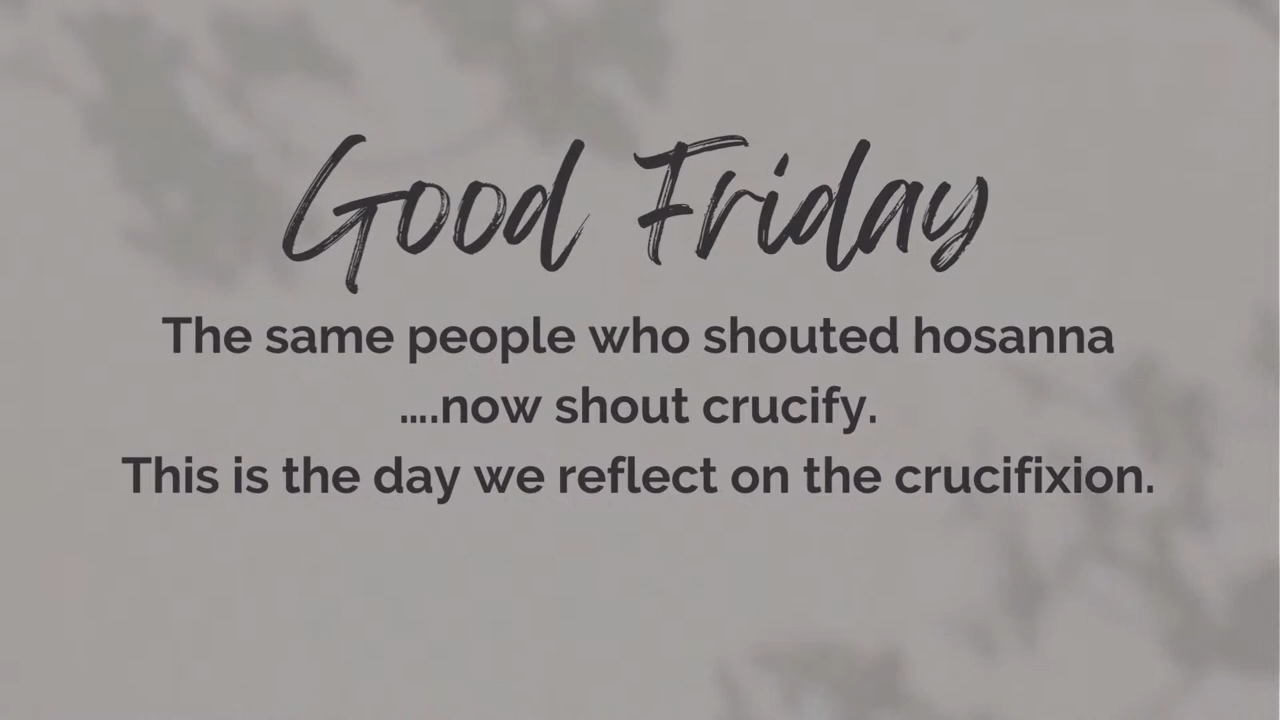 Good Friday
The same people who shouted hosanna
....now shout crucify.
This is the day we reflect on the crucifixion.